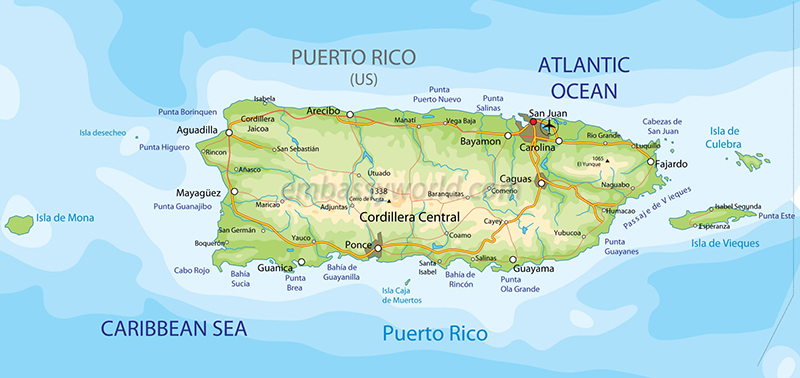 PUERTO RICO
(US)
ATLANTIC
OCEAN
Isabela
Arecibo
Punta
Puerto Nuevo
Punta
Salinas
San Juan
Punta Borinquen
Cordillera
Jaicoa
Manatí
Vega Baja
Cabezas de
San Juan
Isla desecheo
Aguadilla
Bayamon
Carolina
Rio Grande
Luquillo
Isla de
Culebra
Punta Higuero
Rincon
San Sebastián
1065
El Yunque
Fajardo
Añasco
Utuado
Caguas
embassyworld.com
Mayagüez
1338
Cerro de Punta
Barranquitas
Comerio
Naguabo
Maricao
Adjuntas
Punta Guanajibo
Cordillera Central
Humacao
Passaje de Vieques
Isabel Segunda
Punta Este
Isla de Mona
Cayey
Esperanza
San Germán
Yauco
Ponce
Coamo
Yubucoa
Punta
Guayanes
Isla de Vieques
Boquerón
Cabo Rojo
Bahía
Sucia
Guanica
Punta
Brea
Bahía de
Guayanilla
Santa
Isabel
Bahía de
Rincón
Salinas
Guayama
Punta
Ola Grande
Isla Caja
de Muertos
CARIBBEAN SEA
Puerto Rico